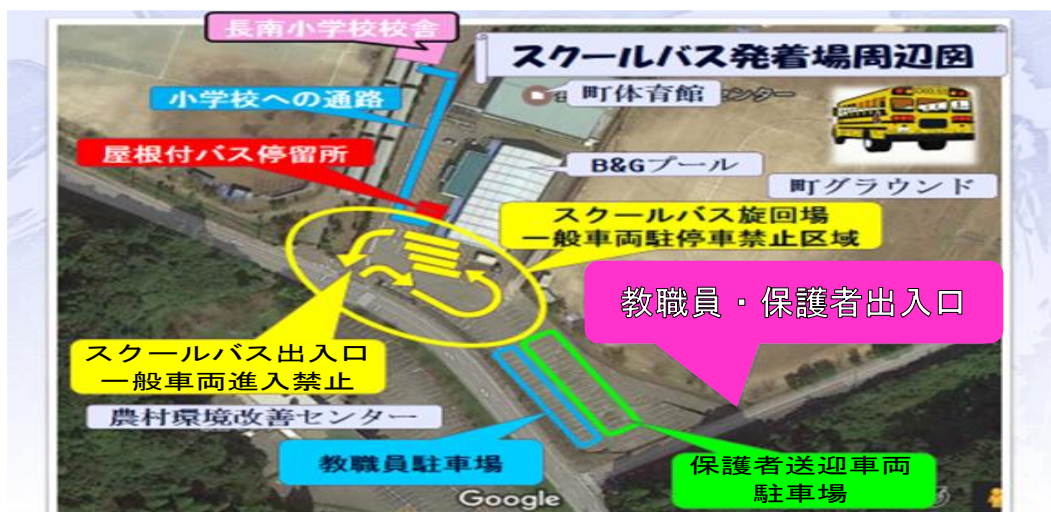 長南小学校校舎
スクールバス発着場周辺図
小学校への通路
町体育館
センター
屋根付バス停留所
B&Gプール
町グラウンド
スクールバス旋回場
一般車両駐停車禁止区域
教職員・保護者出入口
スクールバス出入口
一般車両進入禁止
農村環境改善センター
教職員駐車場
保護者送迎車両
駐車場
Google